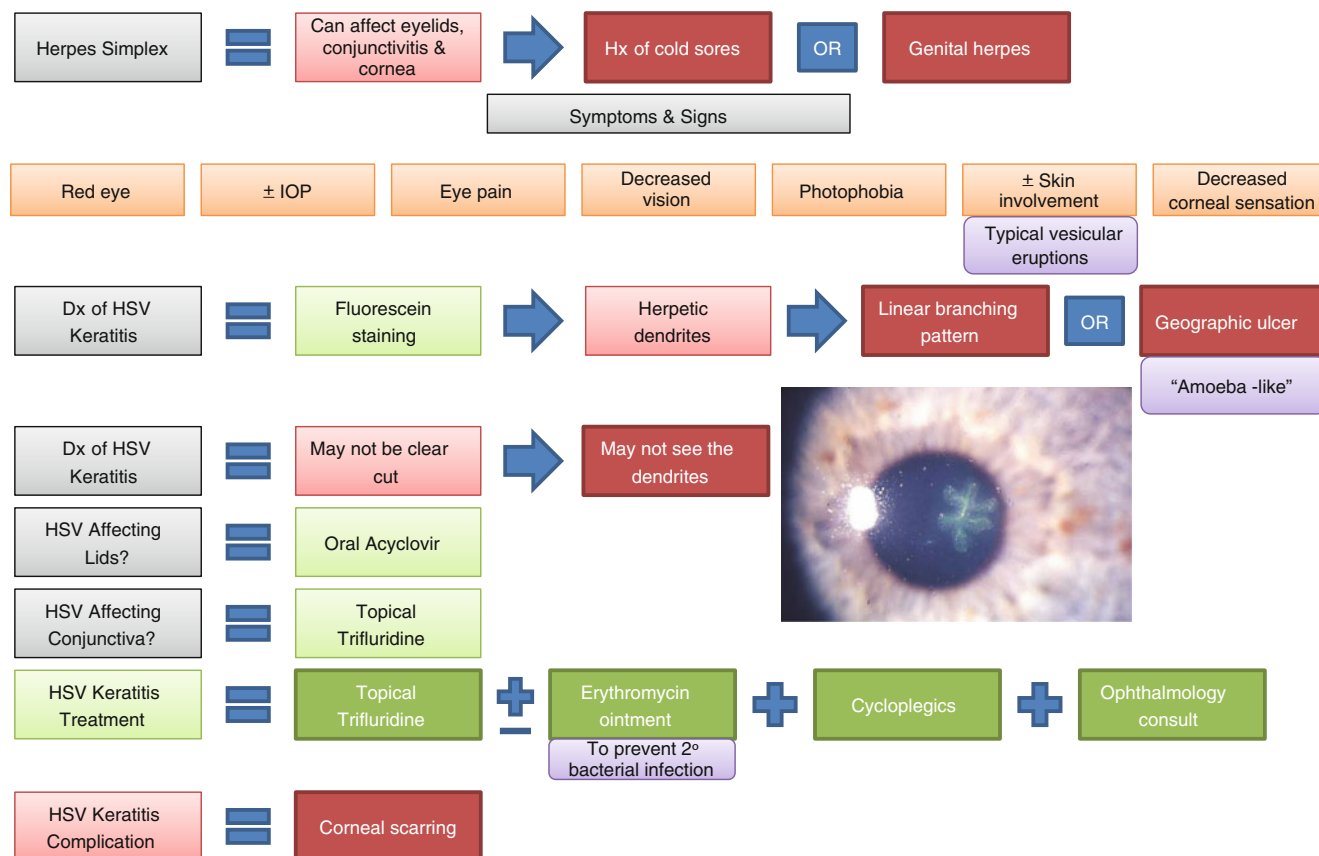 Herpes Simplex
Can affect eyelids,
conjunctivitis &
cornea
Hx of cold sores
OR
Genital herpes
Symptoms & Signs
Red eye
± IOP
Eye pain
Decreased
vision
Photophobia
± Skin
involvement
Decreased
corneal sensation
Typical vesicular
eruptions
Dx of HSV
Keratitis
Fluorescein
staining
Herpetic
dendrites
Linear branching
pattern
OR
Geographic ulcer
“Amoeba -like”
Dx of HSV
Keratitis
May not be clear
cut
May not see the
dendrites
HSV Affecting
Lids?
Oral Acyclovir
HSV Affecting
Conjunctiva?
Topical
Trifluridine
HSV Keratitis
Treatment
Topical
Trifluridine
Erythromycin
ointment
To prevent 2º
bacterial infection
Cycloplegics
Ophthalmology
consult
HSV Keratitis
Complication
Corneal scarring